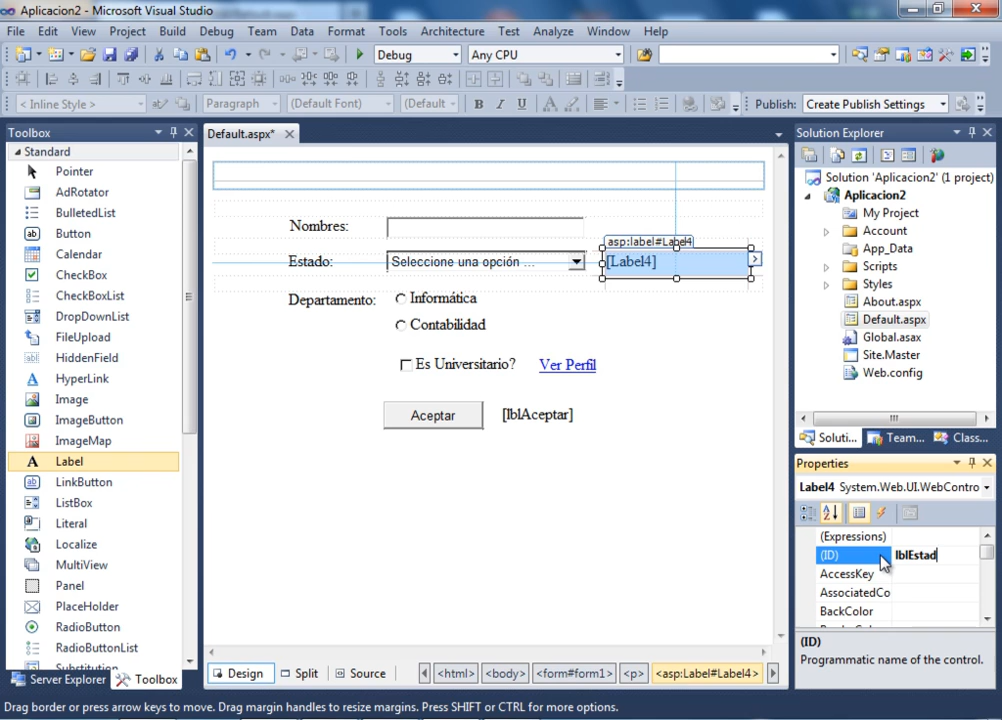 Aplicacion2 - Microsoft Visual Studio
File Edit View Project Build Debug Team Data Format Tools Architecture Test Analyze Window Help
Debug Any CPU
< Inline Style > Paragraph (Default Font) (Default B I U A Publish: Create Publish Settings
Toolbox
Standard
Pointer
AdRotator
BulletedList
Button
Calendar
CheckBox
CheckBoxList
DropDownList
FileUpload
HiddenField
HyperLink
Image
ImageButton
ImageMap
Label
LinkButton
ListBox
Literal
Localize
MultiView
Panel
PlaceHolder
RadioButton
RadioButtonList
Substitution
Server Explorer Toolbox
Default.aspx*
Nombres:
asp:label#Label4
Estado: Seleccione una opción ... [Label4]
Departamento: Informática
Contabilidad
Es Universitario? Ver Perfil
Aceptar [lblAceptar]
Design Split Source <html> <body> <form#form1> <p> <asp:Label#Label4>
Solution Explorer
Solution 'Aplicacion2' (1 project)
Aplicacion2
My Project
Account
App_Data
Scripts
Styles
About.aspx
Default.aspx
Global.asax
Site.Master
Web.config
Soluti... Team... Class...
Properties
Label4 System.Web.UI.WebContro
(Expressions)
(ID) lblEstad
AccessKey
AssociatedCo
BackColor
(ID)
Programmatic name of the control.
Drag border or press arrow keys to move. Drag margin handles to resize margins. Press SHIFT or CTRL for more options.